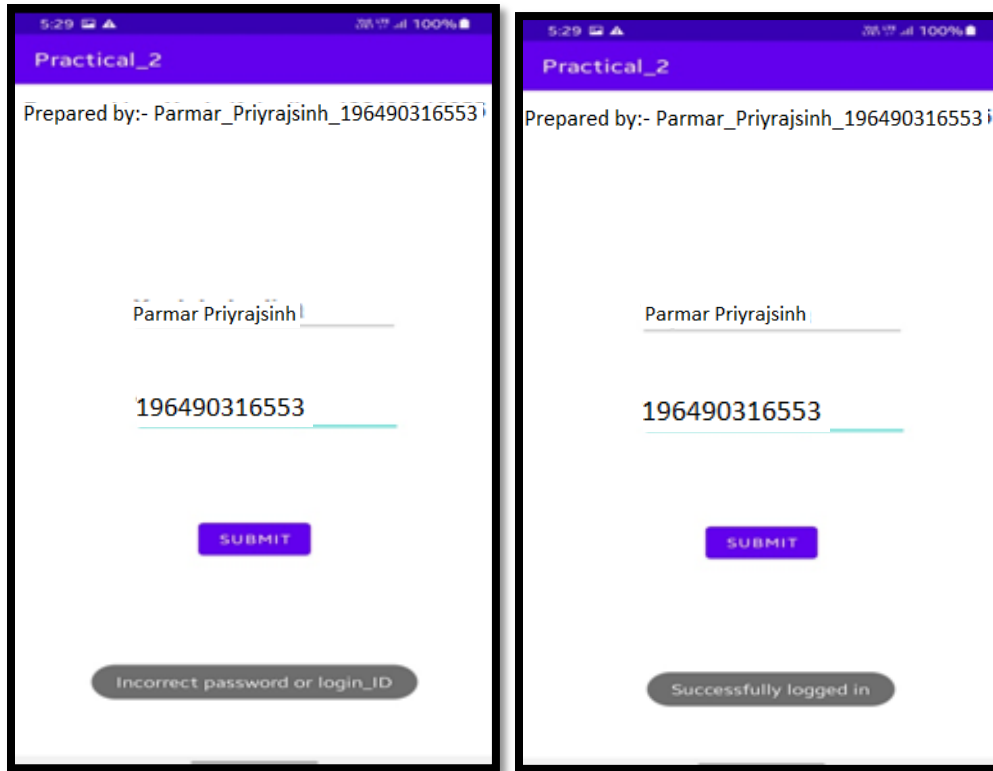 5:29 100%
Practical_2
Prepared by:- Parmar_Priyrajsinh_196490316553
Parmar Priyrajsinh
196490316553
SUBMIT
Incorrect password or login_ID
5:29 100%
Practical_2
Prepared by:- Parmar_Priyrajsinh_196490316553
Parmar Priyrajsinh
196490316553
SUBMIT
Successfully logged in